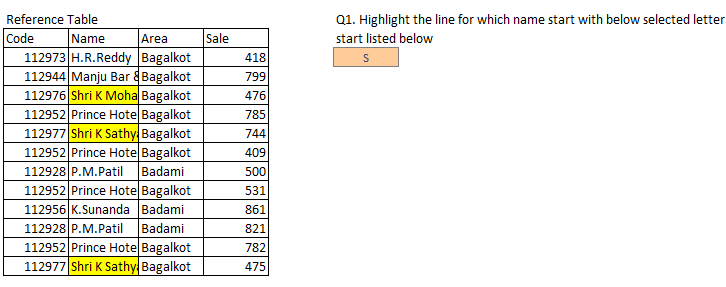 Reference Table
Q1. Highlight the line for which name start with below selected letter
start listed below
S
Code Name Area Sale
112973 H.R.Reddy Bagalkot 418
112944 Manju Bar & Bagalkot 799
112976 Shri K Moha Bagalkot 476
112952 Prince Hote Bagalkot 785
112977 Shri K Sathy Bagalkot 744
112952 Prince Hote Bagalkot 409
112928 P.M.Patil Badami 500
112952 Prince Hote Bagalkot 531
112956 K.Sunanda Badami 861
112928 P.M.Patil Badami 821
112952 Prince Hote Bagalkot 782
112977 Shri K Sathy Bagalkot 475